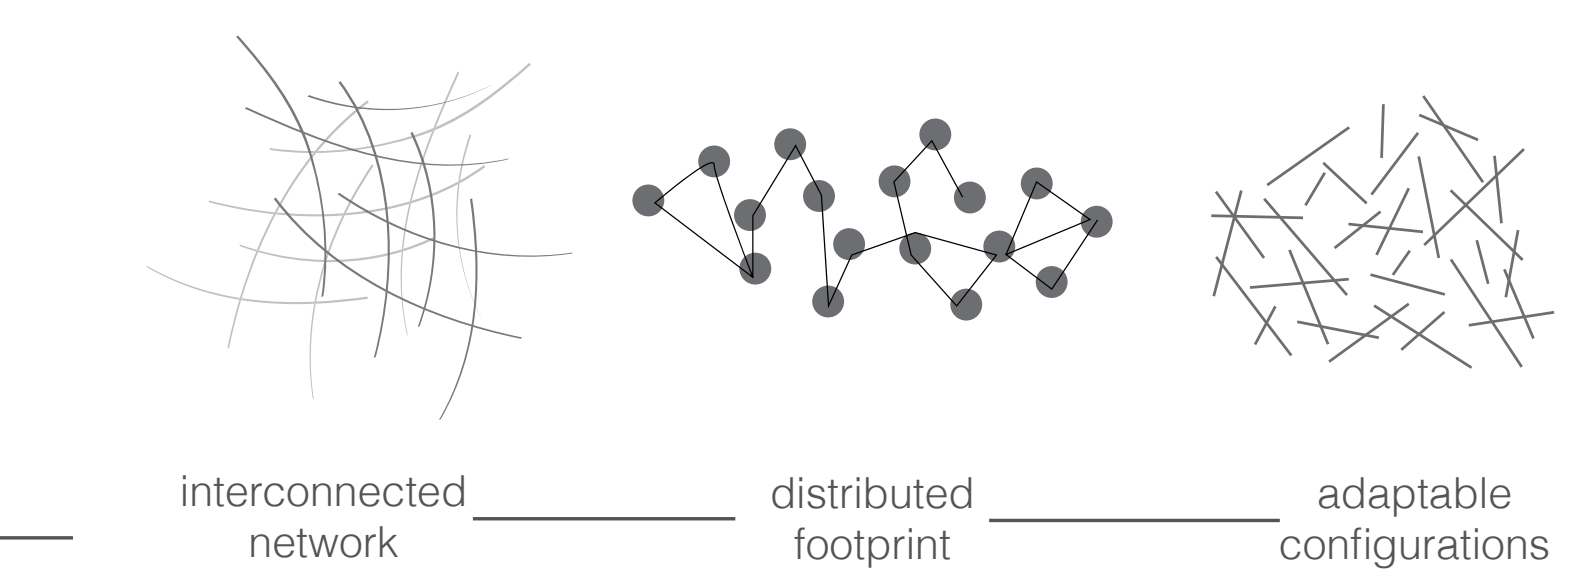 interconnected
network
distributed
footprint
adaptable
configurations